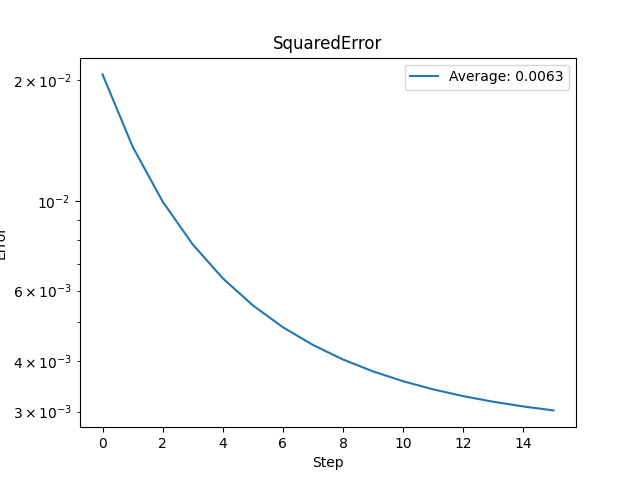 SquaredError
Average: 0.0063
2 × 10⁻²
10⁻²
6 × 10⁻³
4 × 10⁻³
3 × 10⁻³
Error
0 2 4 6 8 10 12 14
Step